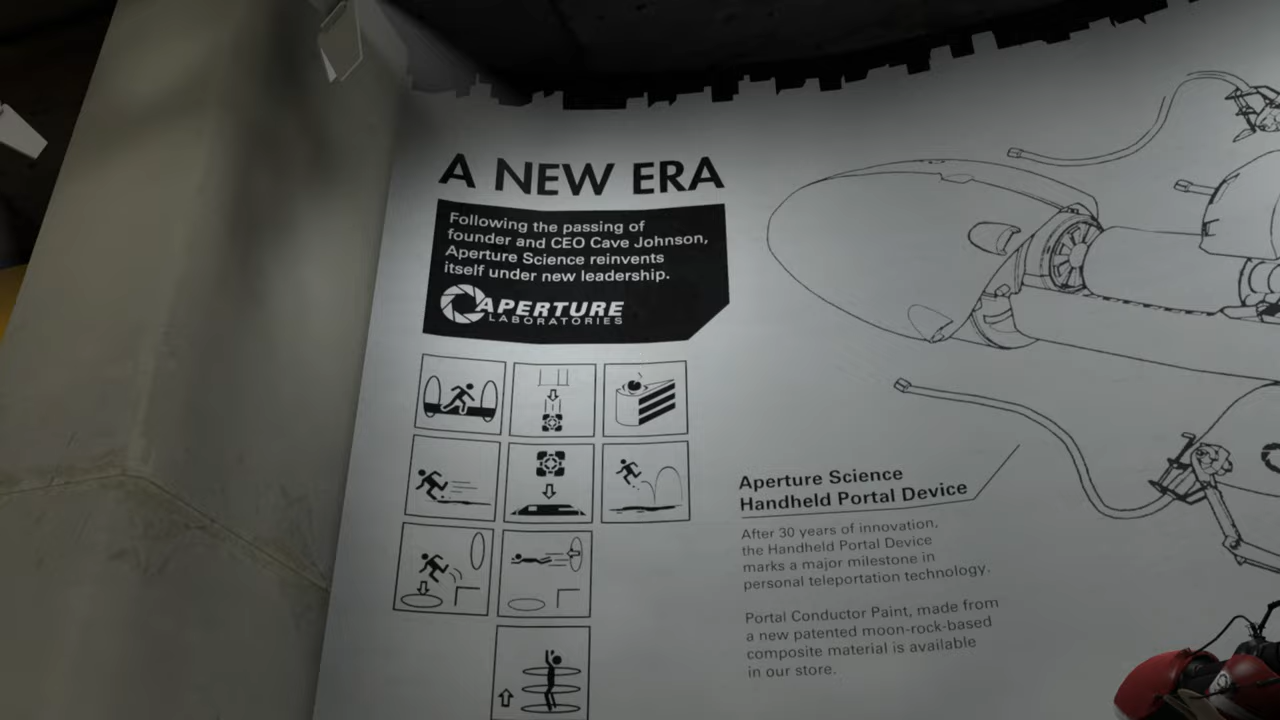 A NEW ERA
Following the passing of
founder and CEO Cave Johnson,
Aperture Science reinvents
itself under new leadership.
APERTURE
LABORATORIES
Aperture Science
Handheld Portal Device
After 30 years of innovation,
the Handheld Portal Device
marks a major milestone in
personal teleportation technology.
Portal Conductor Paint, made from
a new patented moon-rock-based
composite material is available
in our store.